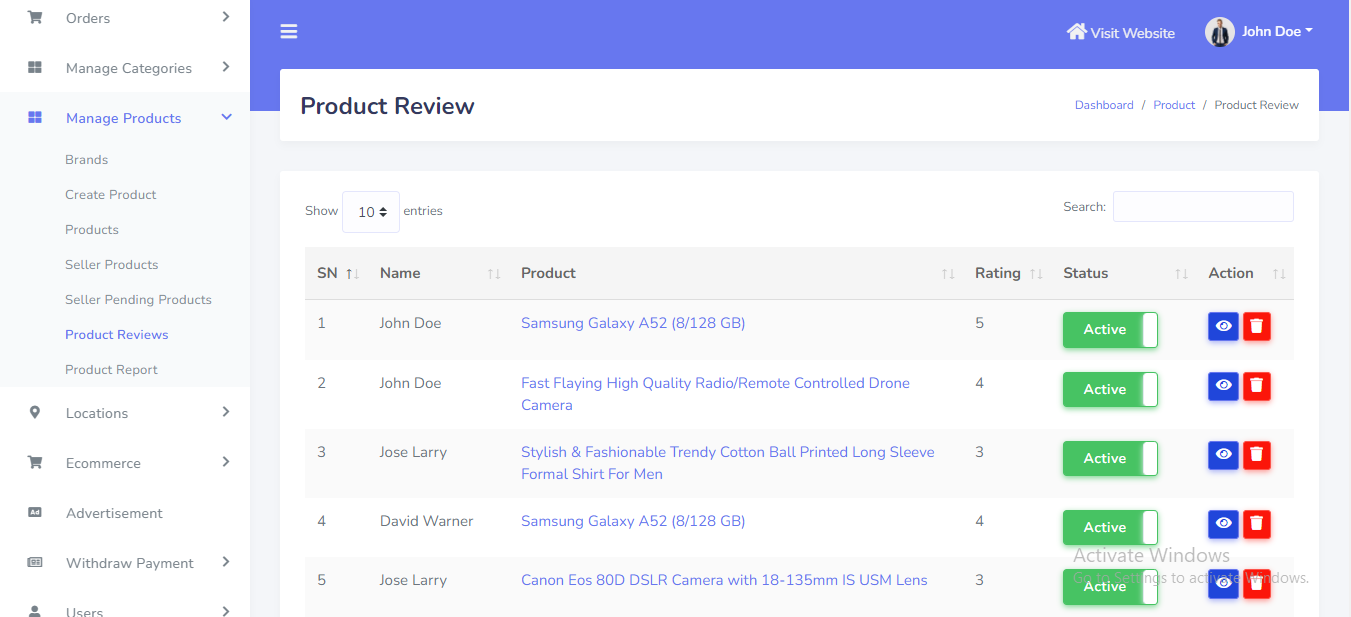 Orders
Manage Categories
Manage Products
Brands
Create Product
Products
Seller Products
Seller Pending Products
Product Reviews
Product Report
Locations
Ecommerce
Ad Advertisement
Withdraw Payment
Users
Visit Website
John Doe
Product Review
Dashboard / Product / Product Review
Show 10 entries
Search:
SN Name Product Rating Status Action
1 John Doe Samsung Galaxy A52 (8/128 GB) 5 Active
2 John Doe Fast Flaying High Quality Radio/Remote Controlled Drone 4 Active
Camera
3 Jose Larry Stylish & Fashionable Trendy Cotton Ball Printed Long Sleeve 3 Active
Formal Shirt For Men
4 David Warner Samsung Galaxy A52 (8/128 GB) 4 Active
Activate Windows
Go to Settings to activate Windows.
5 Jose Larry Canon Eos 80D DSLR Camera with 18-135mm IS USM Lens 3 Active